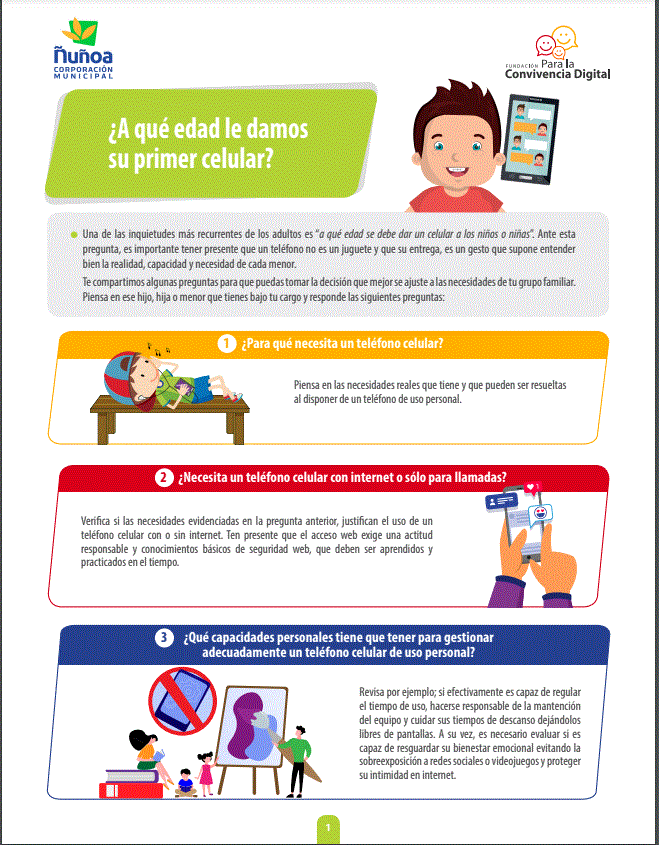 Ñuñoa
CORPORACIÓN
MUNICIPAL
FUNDACIÓN Para la
Convivencia Digital
¿A qué edad le damos
su primer celular?
Una de las inquietudes más recurrentes de los adultos es "a qué edad se debe dar un celular a los niños o niñas". Ante esta
pregunta, es importante tener presente que un teléfono no es un juguete y que su entrega, es un gesto que supone entender
bien la realidad, capacidad y necesidad de cada menor.
Te compartimos algunas preguntas para que puedas tomar la decisión que mejor se ajuste a las necesidades de tu grupo familiar.
Piensa en ese hijo, hija o menor que tienes bajo tu cargo y responde las siguientes preguntas:
1 ¿Para qué necesita un teléfono celular?
Piensa en las necesidades reales que tiene y que pueden ser resueltas
al disponer de un teléfono de uso personal.
2 ¿Necesita un teléfono celular con internet o sólo para llamadas?
Verifica si las necesidades evidenciadas en la pregunta anterior, justifican el uso de un
teléfono celular con o sin internet. Ten presente que el acceso web exige una actitud
responsable y conocimientos básicos de seguridad web, que deben ser aprendidos y
practicados en el tiempo.
3 ¿Qué capacidades personales tiene que tener para gestionar
adecuadamente un teléfono celular de uso personal?
Revisa por ejemplo; si efectivamente es capaz de regular
el tiempo de uso, hacerse responsable de la mantención
del equipo y cuidar sus tiempos de descanso dejándolos
libres de pantallas. A su vez, es necesario evaluar si es
capaz de resguardar su bienestar emocional evitando la
sobreexposición a redes sociales o videojuegos y proteger
su intimidad en internet.
1